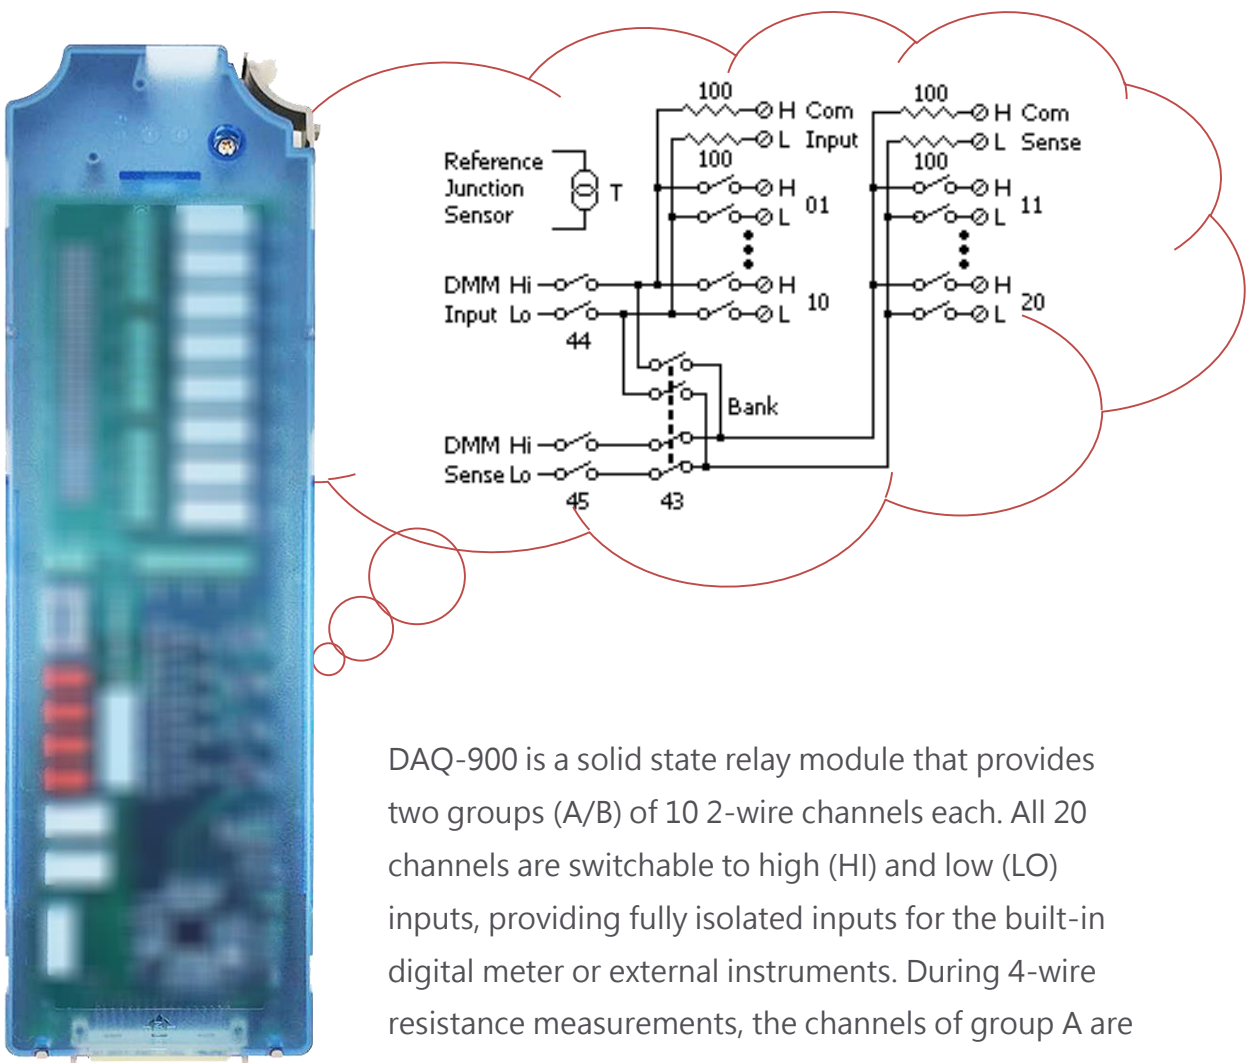 100
H Com
L Input
100
H
01
L
H
10
L
100
H Com
L Sense
100
H
11
L
H
20
L
Reference
Junction
Sensor
T
DMM Hi
Input Lo
44
Bank
DMM Hi
Sense Lo
45
43
DAQ-900 is a solid state relay module that provides
two groups (A/B) of 10 2-wire channels each. All 20
channels are switchable to high (HI) and low (LO)
inputs, providing fully isolated inputs for the built-in
digital meter or external instruments. During 4-wire
resistance measurements, the channels of group A are